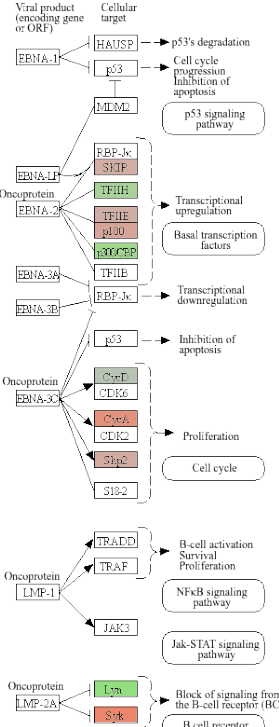 Viral product
(encoding gene
or ORF)
Cellular
target
HAUSP
p53's degradation
EBNA-1
p53
Cell cycle
progression
Inhibition of
apoptosis
MDM2
p53 signaling
pathway
RBP-Jκ
SKIP
EBNA-LP
TFIIH
Oncoprotein
EBNA-2
Transcriptional
upregulation
TFIIE
p100
Basal transcription
factors
p300/CBP
TFIIB
EBNA-3A
RBP-Jκ
Transcriptional
downregulation
EBNA-3B
p53
Inhibition of
apoptosis
CycD
CDK6
Oncoprotein
EBNA-3C
CycA
CDK2
Proliferation
Skp2
Cell cycle
S18-2
TRADD
B-cell activation
Survival
Proliferation
TRAF
Oncoprotein
LMP-1
NFκB signaling
pathway
JAK3
Jak-STAT signaling
pathway
Oncoprotein
LMP-2A
Lyn
Block of signaling from
the B-cell receptor (BC
Syk
B cell receptor